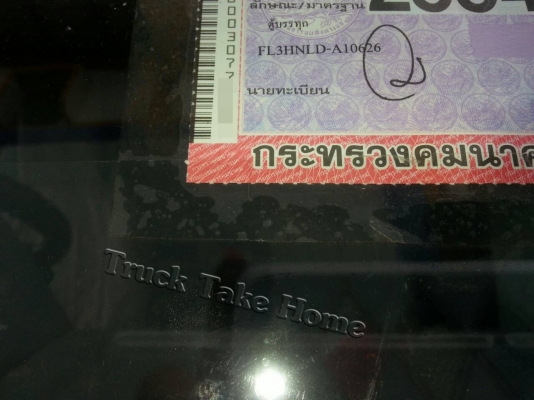 ลักษณะ/มาตรฐาน
ตู้บรรทุก
FL3HNLD-A10626
นายทะเบียน
กระทรวงคมนาค
0003077
Truck Take Home